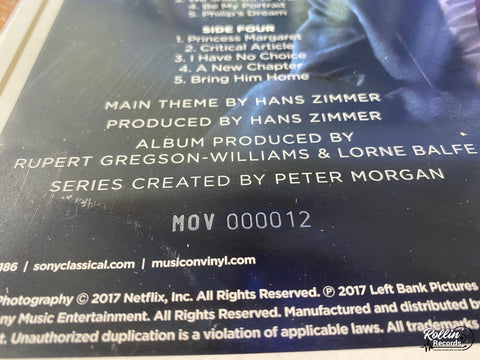 4. Be My Portrait
5. Philip's Dream
SIDE FOUR
1. Princess Margaret
2. Critical Article
3. I Have No Choice
4. A New Chapter
5. Bring Him Home
MAIN THEME BY HANS ZIMMER
PRODUCED BY HANS ZIMMER
ALBUM PRODUCED BY
RUPERT GREGSON-WILLIAMS & LORNE BALFE
SERIES CREATED BY PETER MORGAN
MOV 000012
186 / sonyclassical.com / musiconvinyl.com
Photography © 2017 Netflix, Inc. All Rights Reserved. ℗ 2017 Left Bank Pictures
ny Music Entertainment. All Rights Reserved. Manufactured and distributed b
t. Unauthorized duplication is a violation of applicable laws. All trademarks
Rollin'
Records